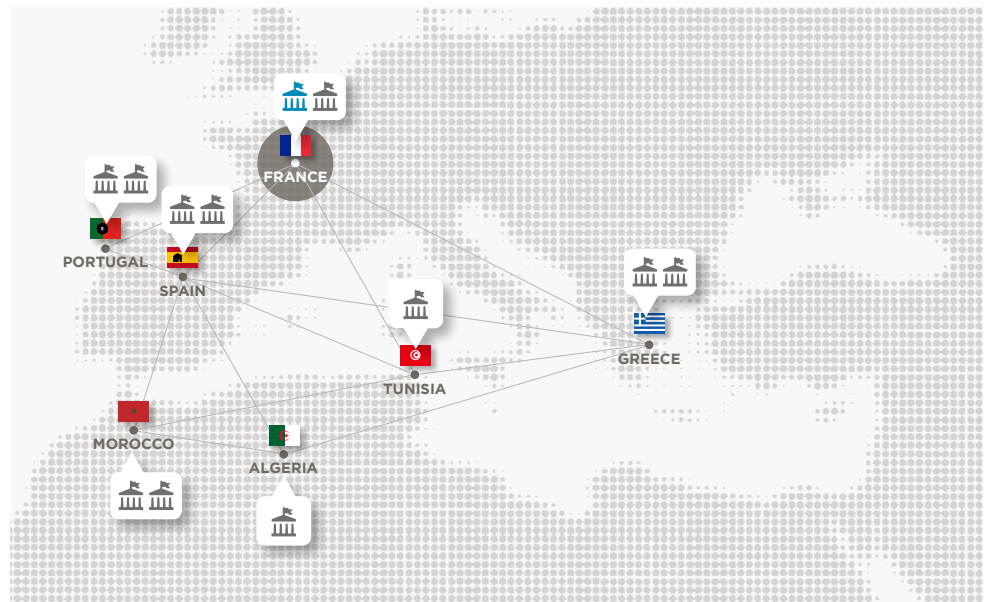 FRANCE
PORTUGAL
SPAIN
GREECE
TUNISIA
MOROCCO
ALGERIA